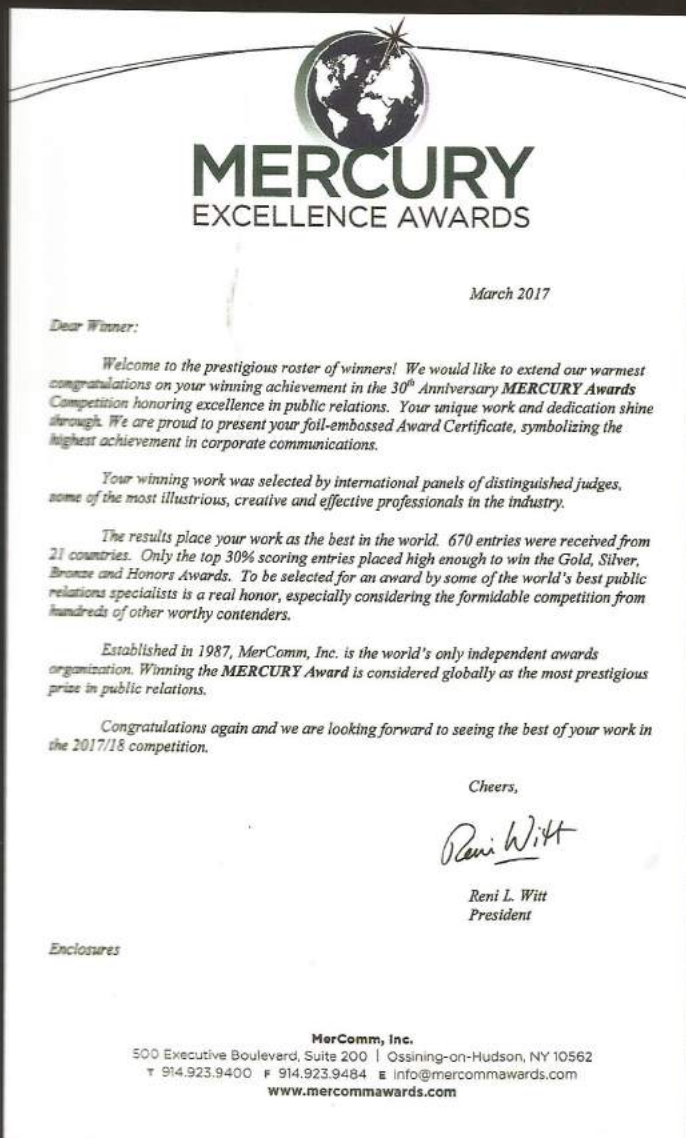 MERCURY
EXCELLENCE AWARDS
March 2017
Dear Winner:
Welcome to the prestigious roster of winners! We would like to extend our warmest
congratulations on your winning achievement in the 30th Anniversary MERCURY Awards
Competition honoring excellence in public relations. Your unique work and dedication shine
through. We are proud to present your foil-embossed Award Certificate, symbolizing the
highest achievement in corporate communications.
Your winning work was selected by international panels of distinguished judges,
some of the most illustrious, creative and effective professionals in the industry.
The results place your work as the best in the world. 670 entries were received from
21 countries. Only the top 30% scoring entries placed high enough to win the Gold, Silver,
Bronze and Honors Awards. To be selected for an award by some of the world's best public
relations specialists is a real honor, especially considering the formidable competition from
hundreds of other worthy contenders.
Established in 1987, MerComm, Inc. is the world's only independent awards
organization. Winning the MERCURY Award is considered globally as the most prestigious
prize in public relations.
Congratulations again and we are looking forward to seeing the best of your work in
the 2017/18 competition.
Cheers,
Reni Witt
Reni L. Witt
President
Enclosures
MerComm, Inc.
500 Executive Boulevard, Suite 200 | Ossining-on-Hudson, NY 10562
T 914.923.9400 F 914.923.9484 E info@mercommawards.com
www.mercommawards.com